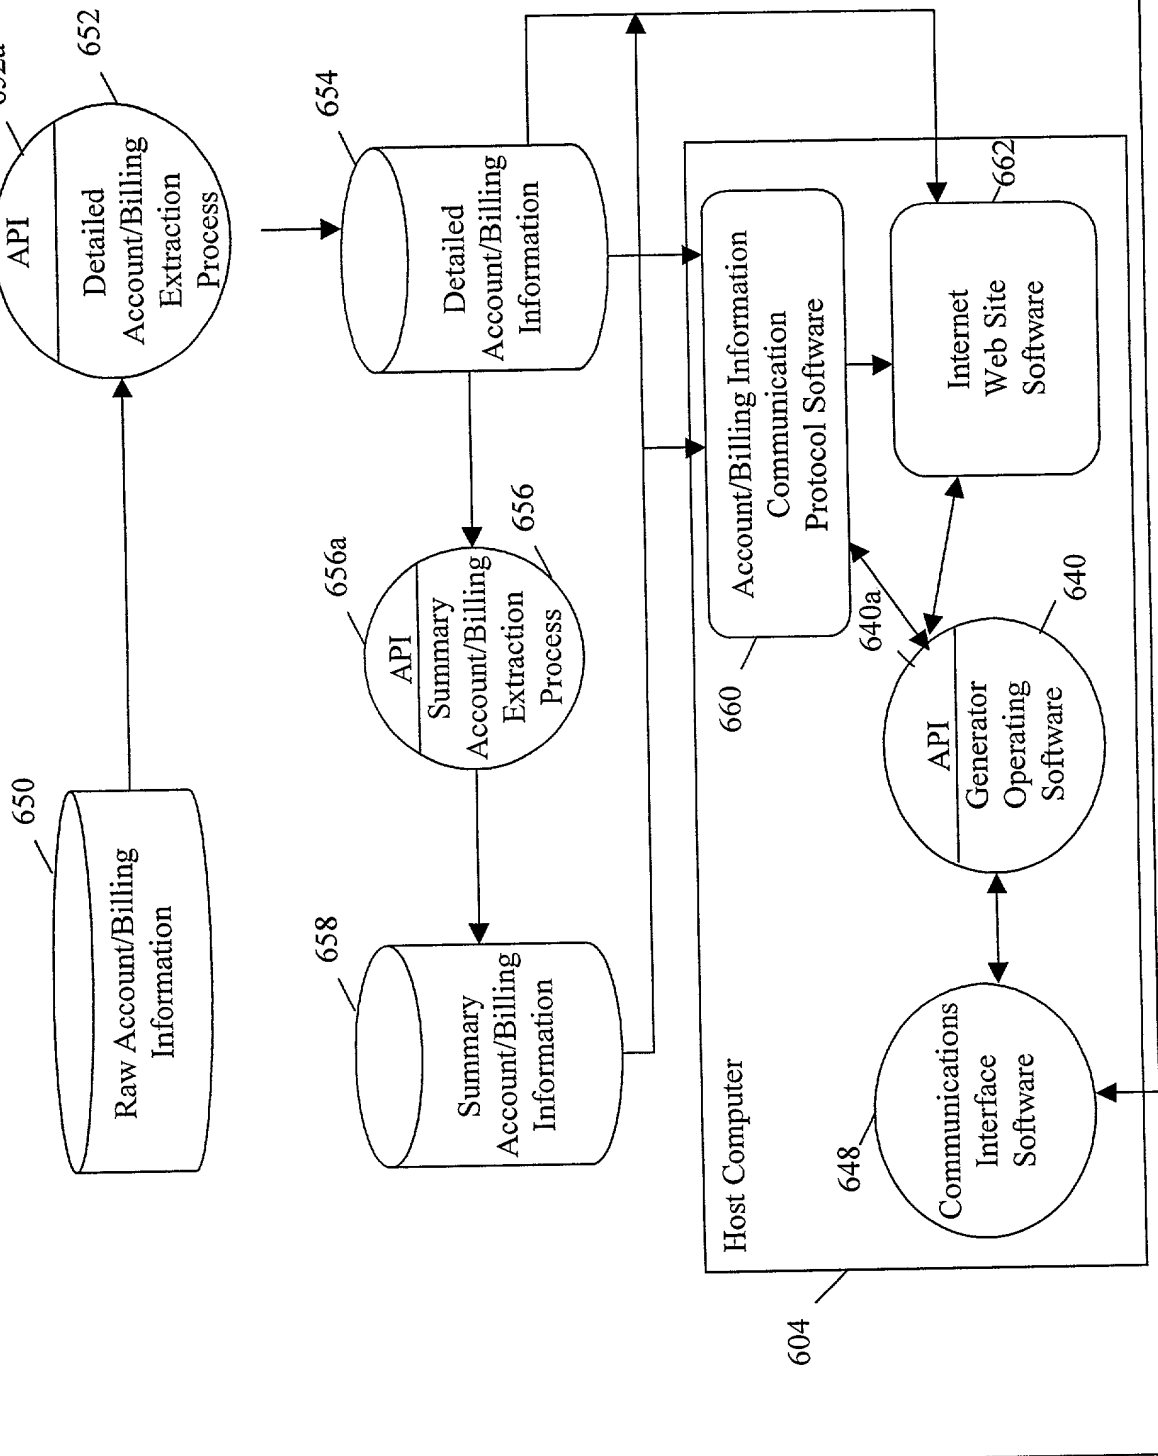 650
Raw Account/Billing
Information
652
API
Detailed
Account/Billing
Extraction
Process
658
Summary
Account/Billing
Information
656a
656
API
Summary
Account/Billing
Extraction
Process
654
Detailed
Account/Billing
Information
604
Host Computer
648
Communications
Interface
Software
640a
640
API
Generator
Operating
Software
660
Account/Billing Information
Communication
Protocol Software
662
Internet
Web Site
Software